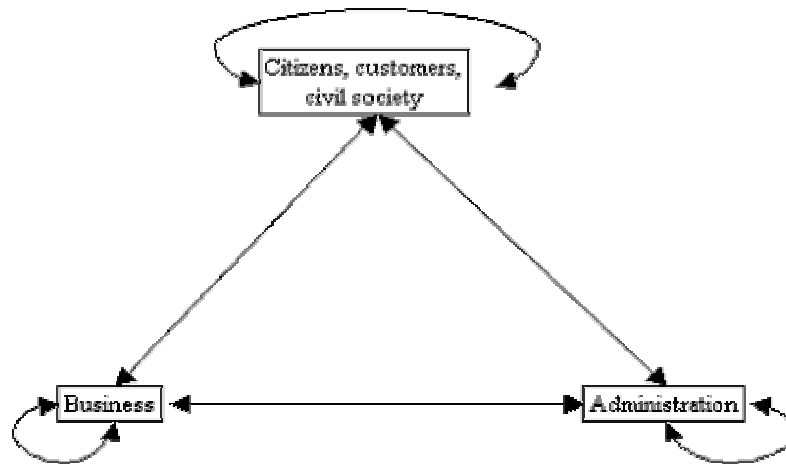 Citizens, customers,
civil society
Business
Administration